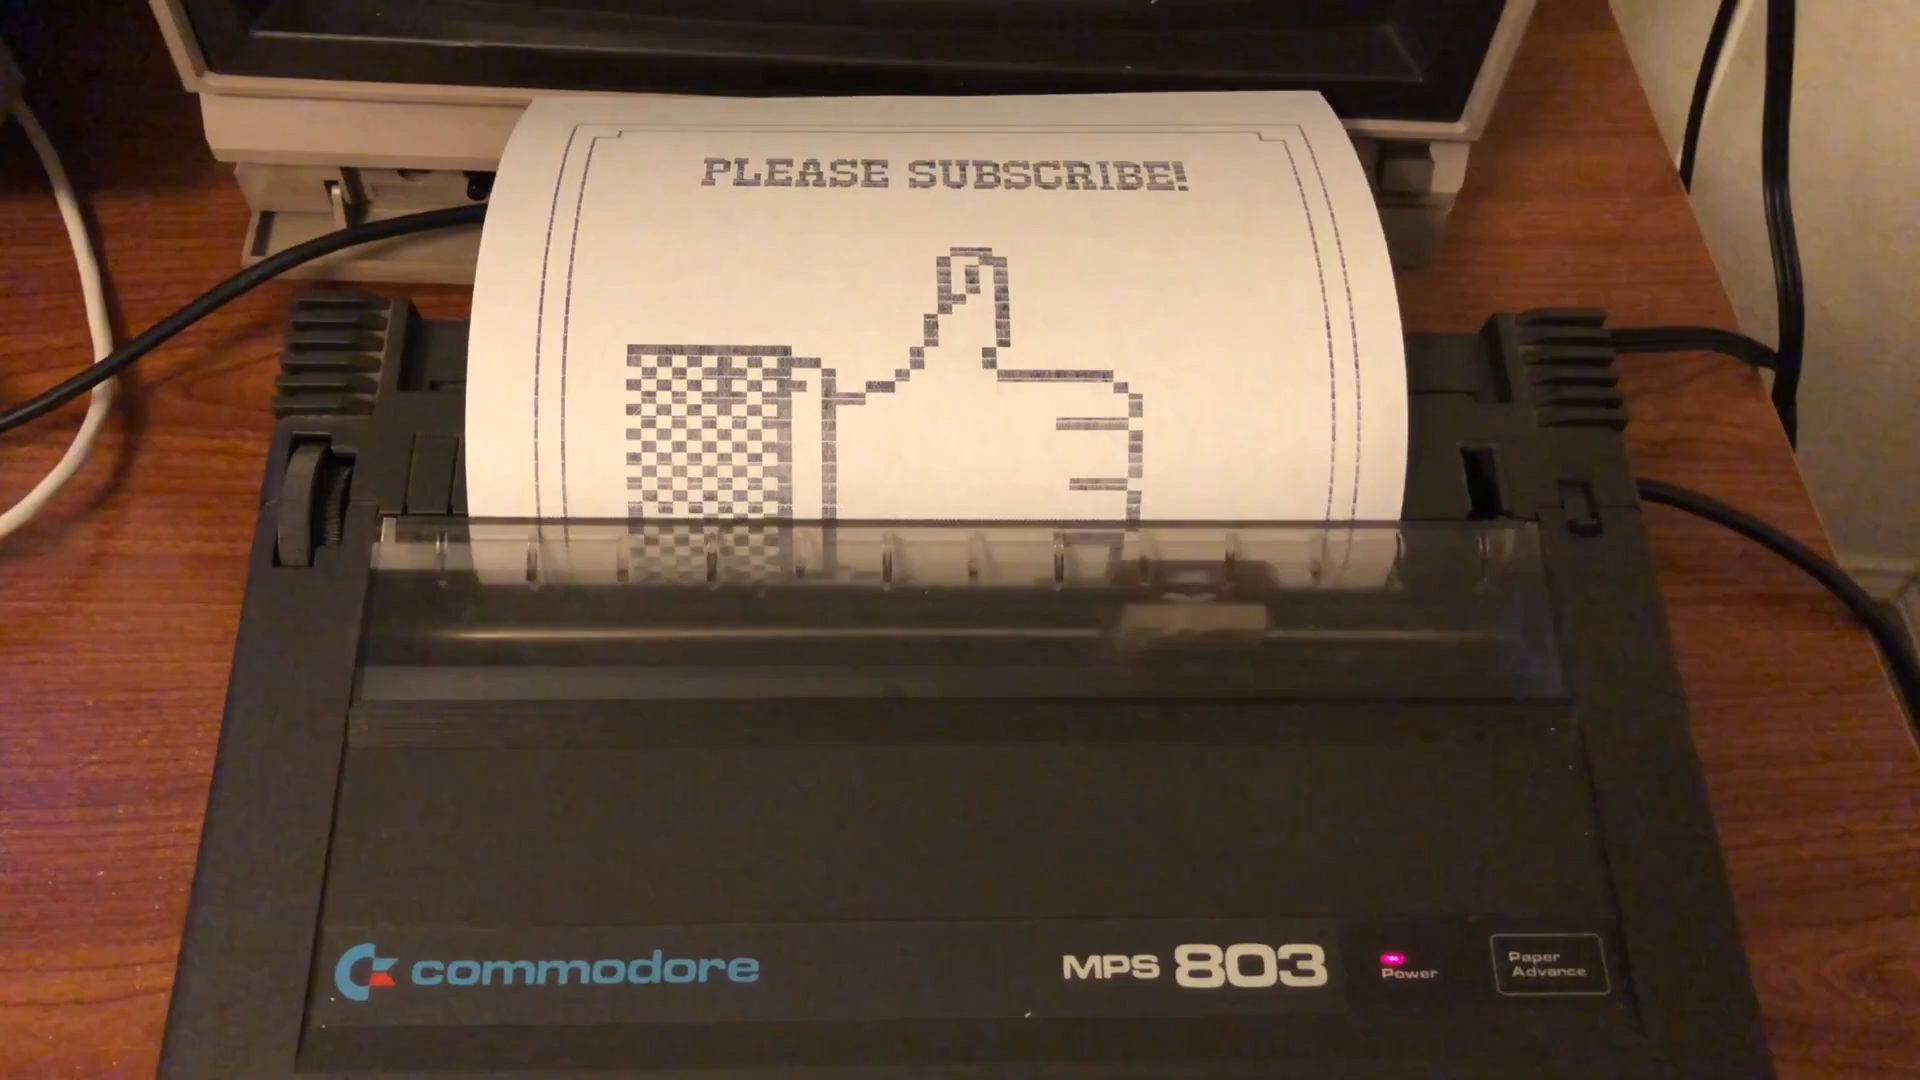 PLEASE SUBSCRIBE!
commodore
MPS 803
Power
Paper
Advance